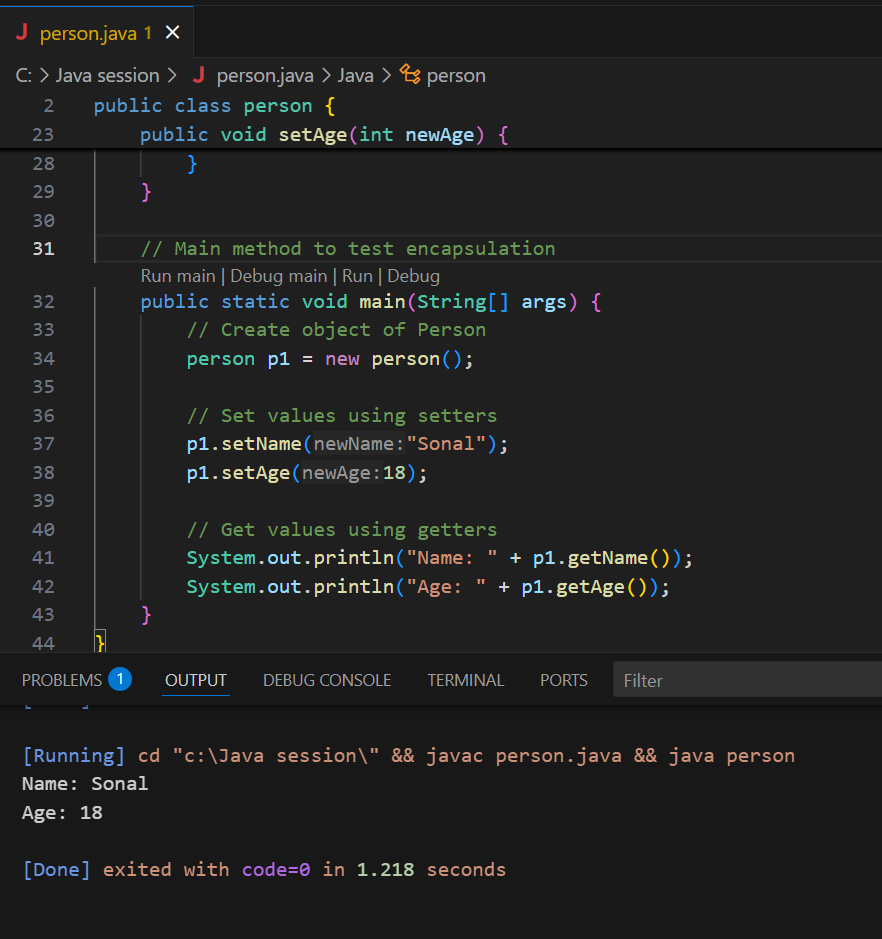 J person.java 1 ×
C: > Java session > J person.java > Java > person
2 public class person {
23 public void setAge(int newAge) {
28 }
29 }
30
31 // Main method to test encapsulation
Run main | Debug main | Run | Debug
32 public static void main(String[] args) {
33 // Create object of Person
34 person p1 = new person();
35
36 // Set values using setters
37 p1.setName(newName:"Sonal");
38 p1.setAge(newAge:18);
39
40 // Get values using getters
41 System.out.println("Name: " + p1.getName());
42 System.out.println("Age: " + p1.getAge());
43 }
44 }
PROBLEMS 1 OUTPUT DEBUG CONSOLE TERMINAL PORTS Filter
[Running] cd "c:\Java session\" && javac person.java && java person
Name: Sonal
Age: 18
[Done] exited with code=0 in 1.218 seconds